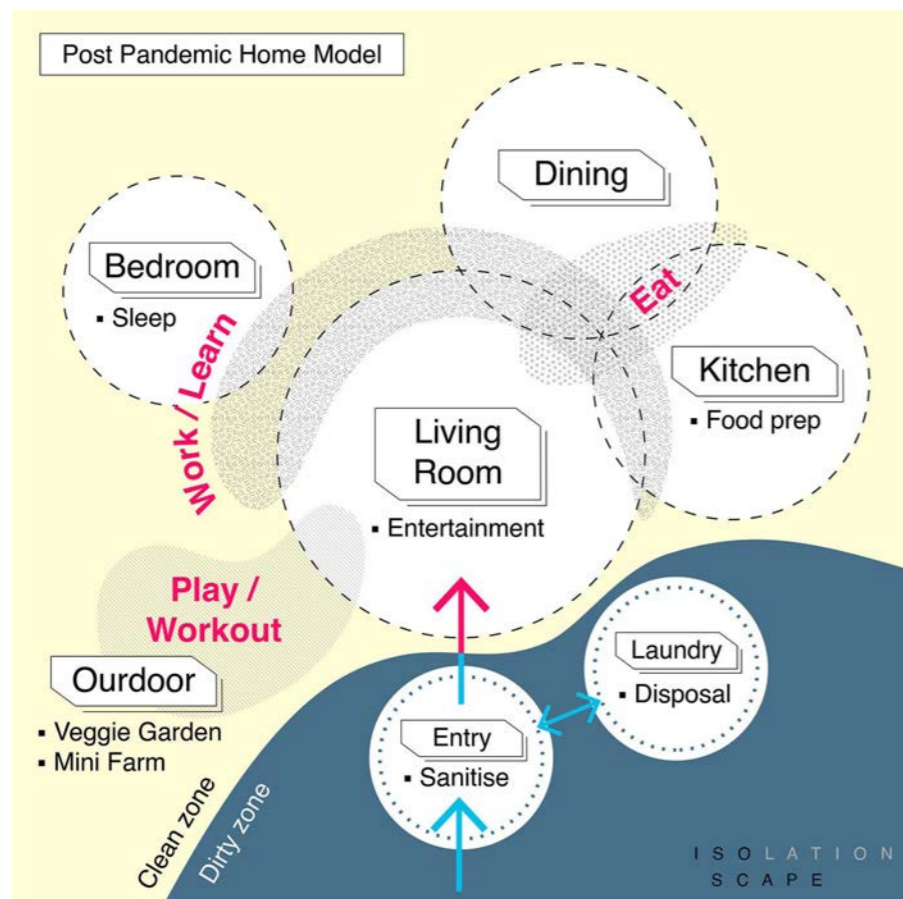 Post Pandemic Home Model
Dining
Bedroom
▪ Sleep
Eat
Work / Learn
Kitchen
▪ Food prep
Living
Room
▪ Entertainment
Play /
Workout
Ourdoor
▪ Veggie Garden
▪ Mini Farm
Laundry
▪ Disposal
Entry
▪ Sanitise
Clean zone
Dirty zone
ISOLATION
SCAPE